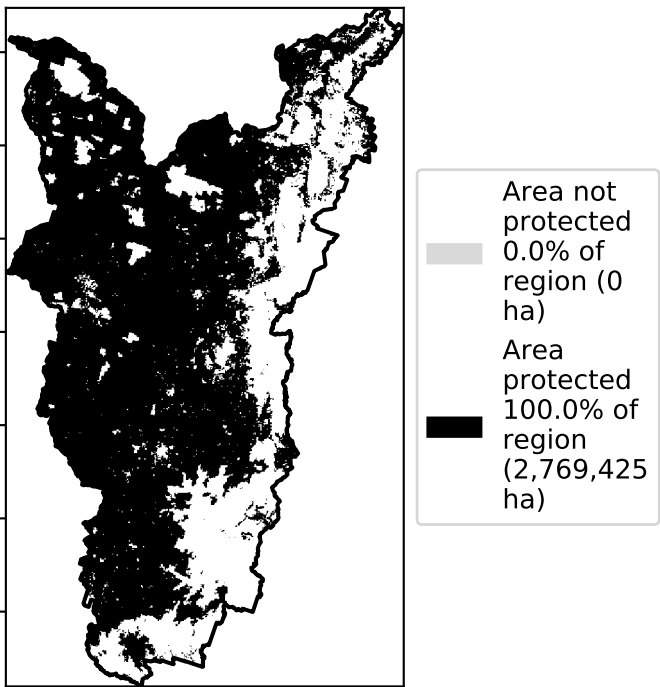 Area not
protected
0.0% of
region (0
ha)
Area
protected
100.0% of
region
(2,769,425
ha)